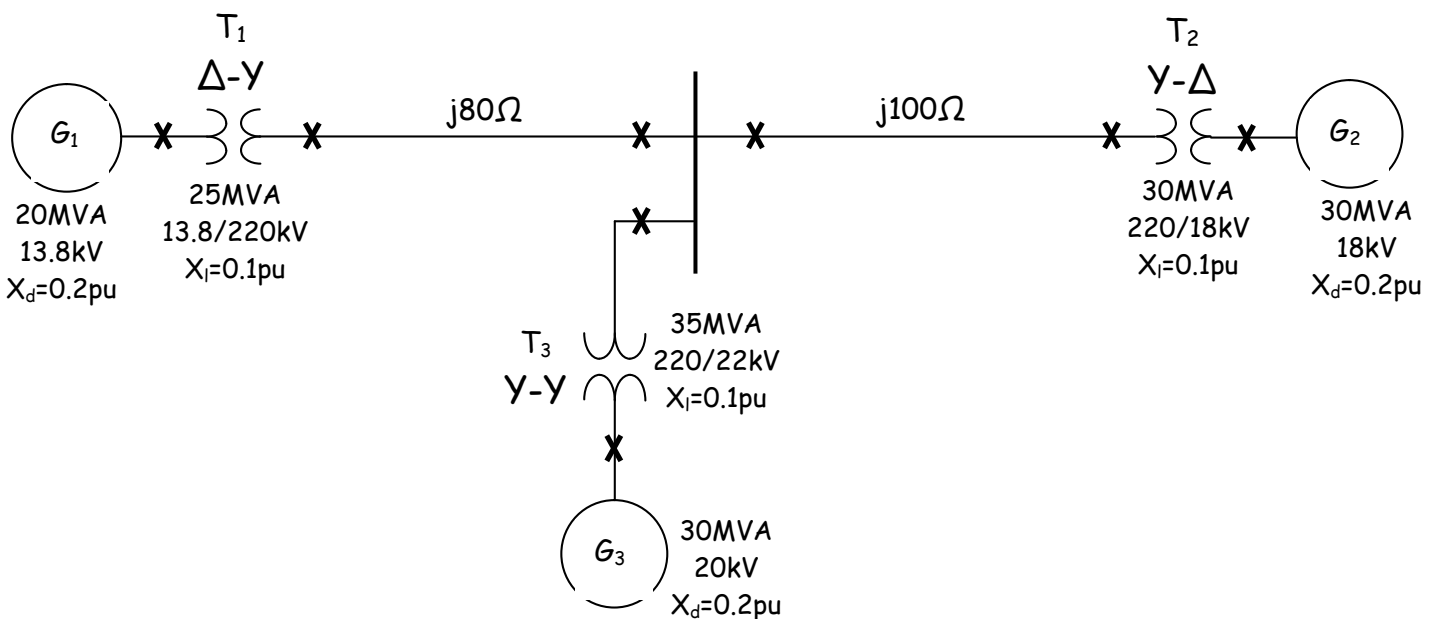 T₁
Δ-Y
G₁
20MVA
13.8kV
X_d=0.2pu
25MVA
13.8/220kV
X_l=0.1pu
j80Ω
j100Ω
T₂
Y-Δ
30MVA
220/18kV
X_l=0.1pu
G₂
30MVA
18kV
X_d=0.2pu
T₃
Y-Y
35MVA
220/22kV
X_l=0.1pu
G₃
30MVA
20kV
X_d=0.2pu